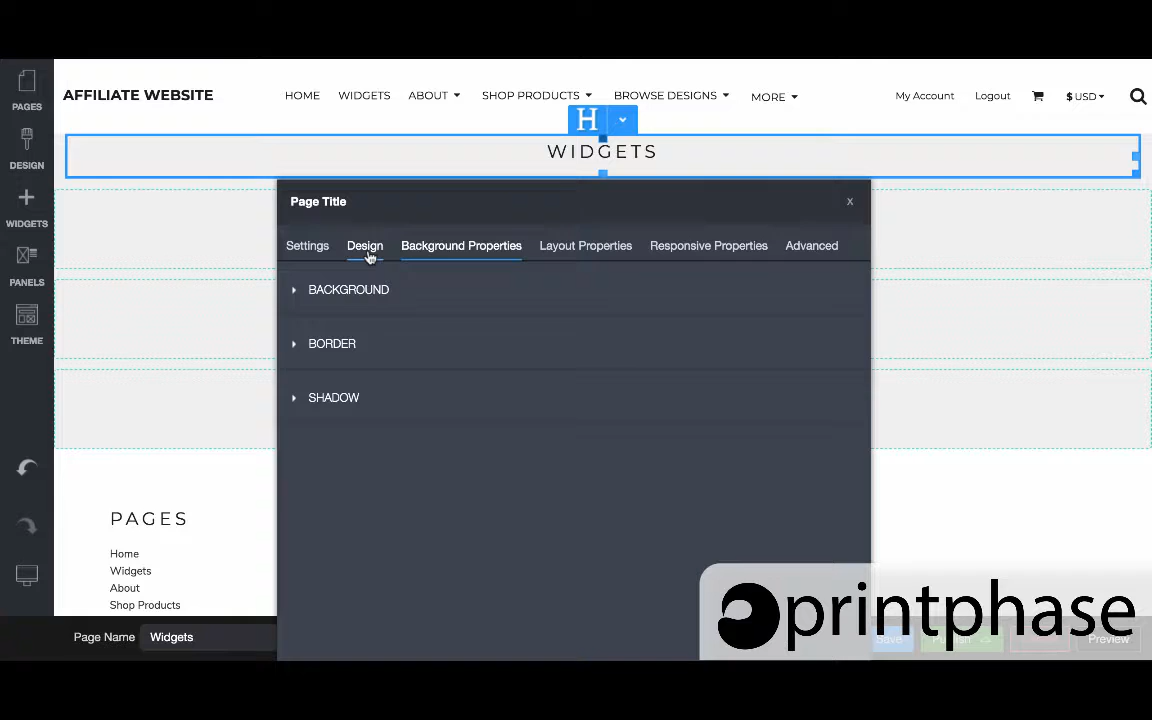 PAGES
DESIGN
WIDGETS
PANELS
THEME
AFFILIATE WEBSITE
HOME WIDGETS ABOUT SHOP PRODUCTS BROWSE DESIGNS MORE
My Account Logout $ USD
H
WIDGETS
Page Title x
Settings Design Background Properties Layout Properties Responsive Properties Advanced
BACKGROUND
BORDER
SHADOW
PAGES
Home
Widgets
About
Shop Products
Page Name Widgets
Save Preview
printphase